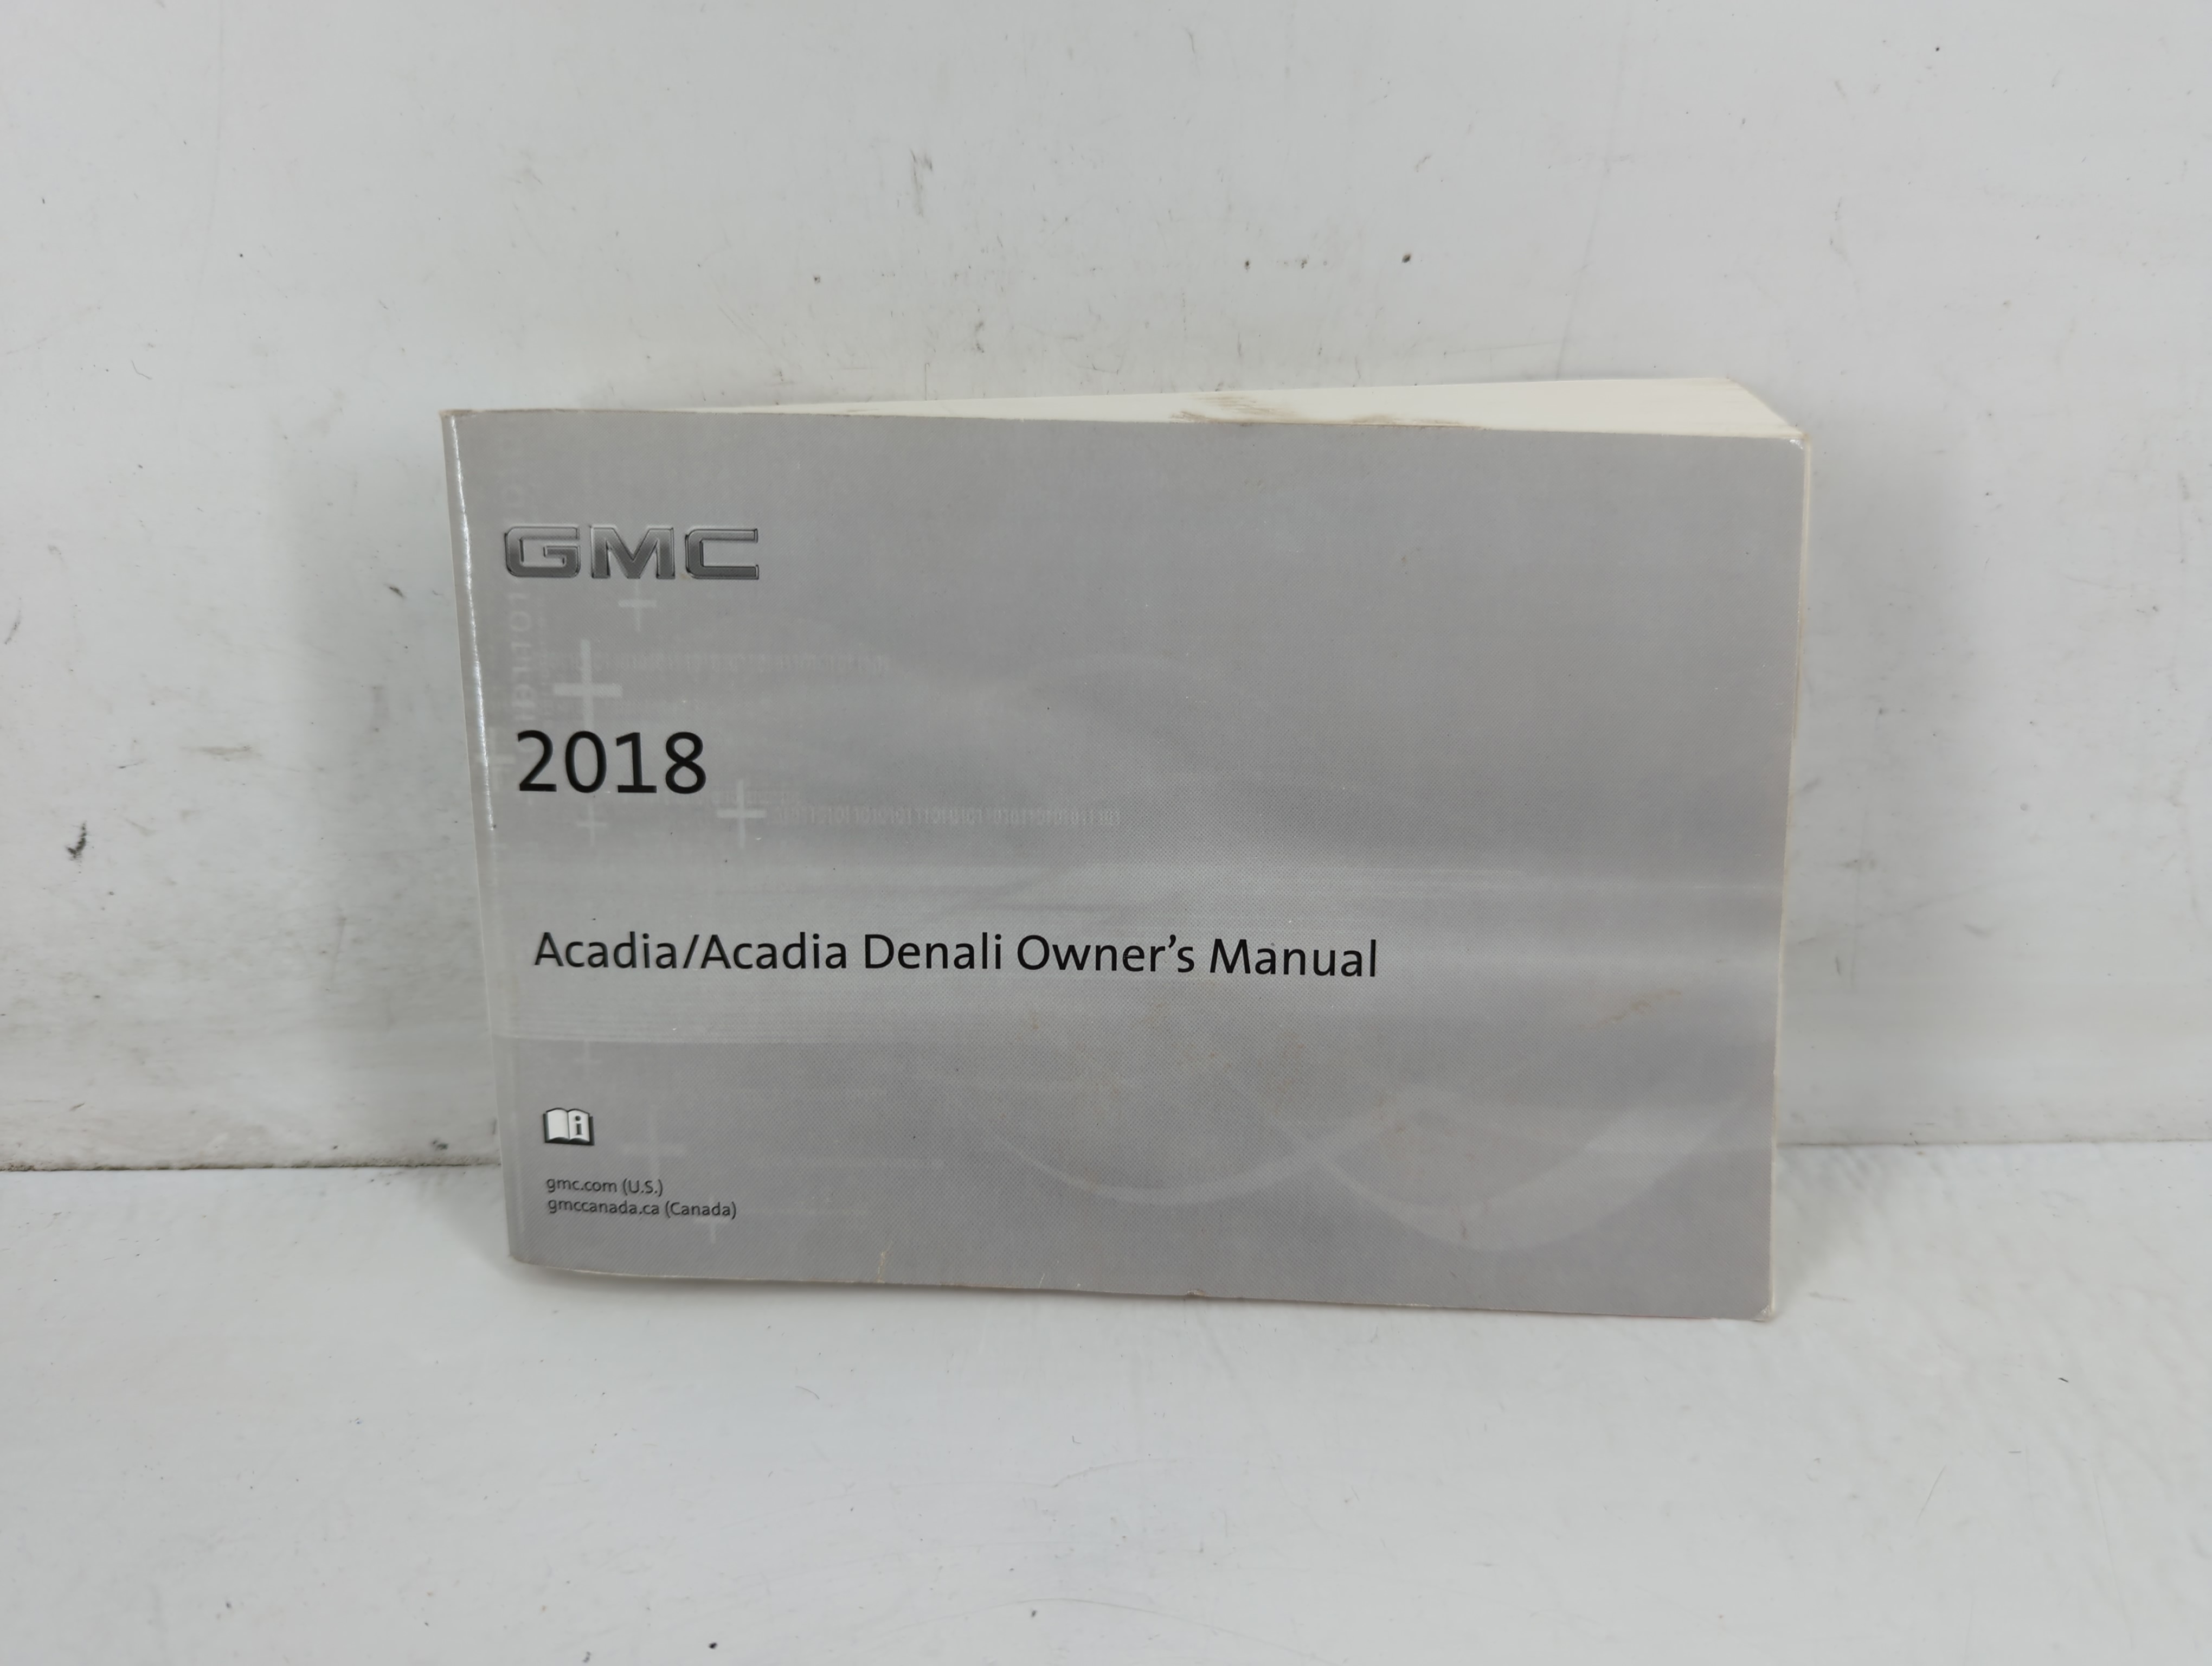 GMC
2018
Acadia/Acadia Denali Owner's Manual
i
gmc.com (U.S.)
gmccanada.ca (Canada)